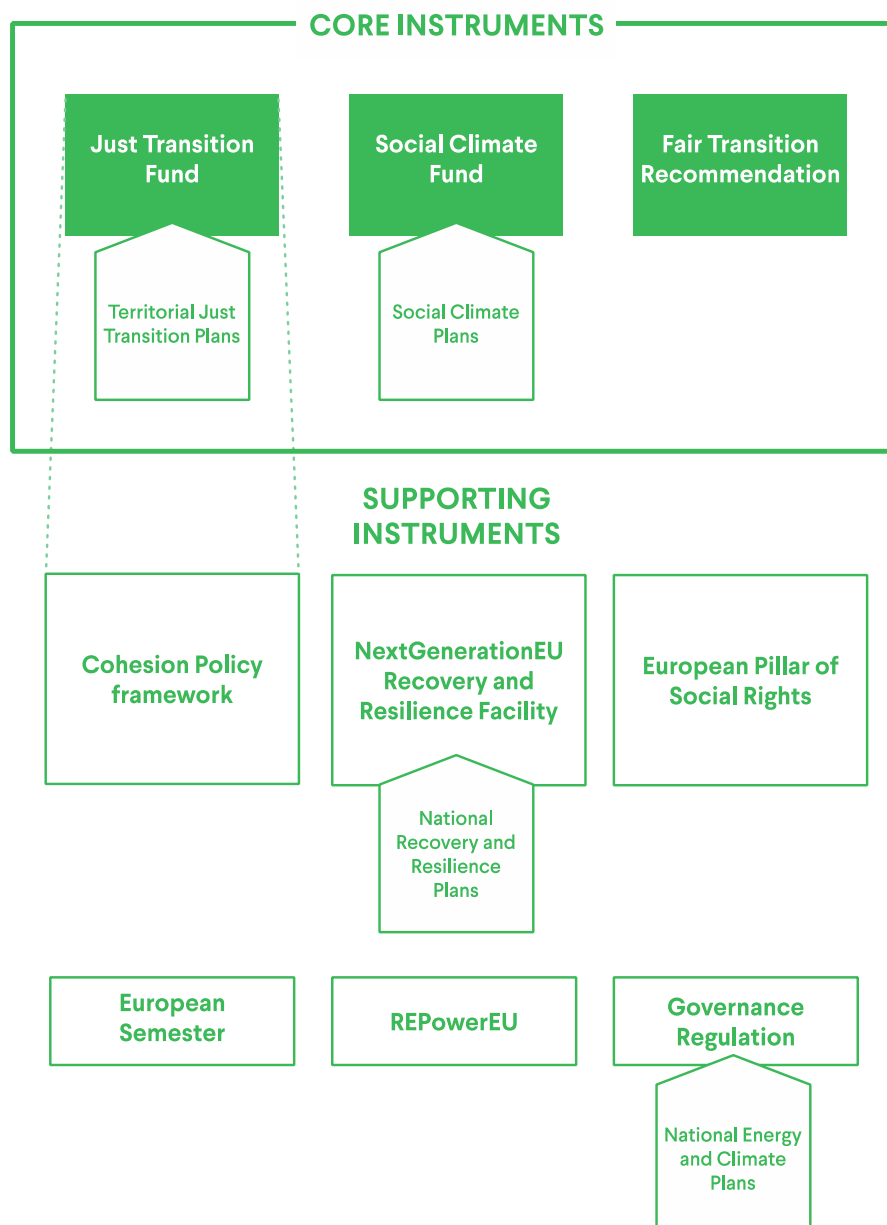 CORE INSTRUMENTS
Just Transition
Fund
Social Climate
Fund
Fair Transition
Recommendation
Territorial Just
Transition Plans
Social Climate
Plans
SUPPORTING
INSTRUMENTS
Cohesion Policy
framework
NextGenerationEU
Recovery and
Resilience Facility
European Pillar of
Social Rights
National
Recovery and
Resilience
Plans
European
Semester
REPowerEU
Governance
Regulation
National Energy
and Climate
Plans